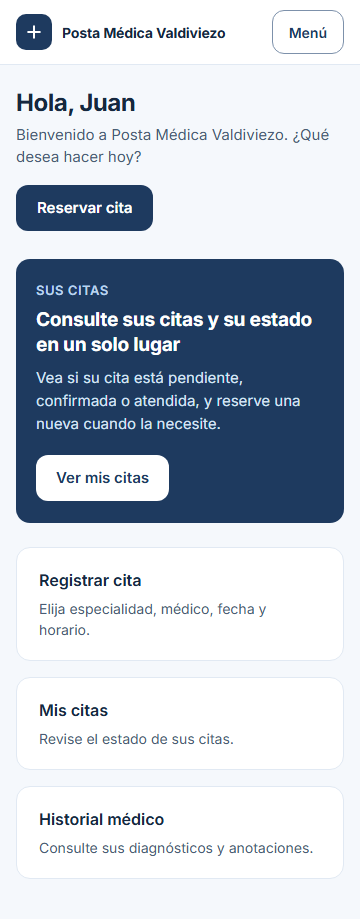 Posta Médica Valdiviezo
Menú
Hola, Juan
Bienvenido a Posta Médica Valdiviezo. ¿Qué
desea hacer hoy?
Reservar cita
SUS CITAS
Consulte sus citas y su estado
en un solo lugar
Vea si su cita está pendiente,
confirmada o atendida, y reserve una
nueva cuando la necesite.
Ver mis citas
Registrar cita
Elija especialidad, médico, fecha y
horario.
Mis citas
Revise el estado de sus citas.
Historial médico
Consulte sus diagnósticos y anotaciones.